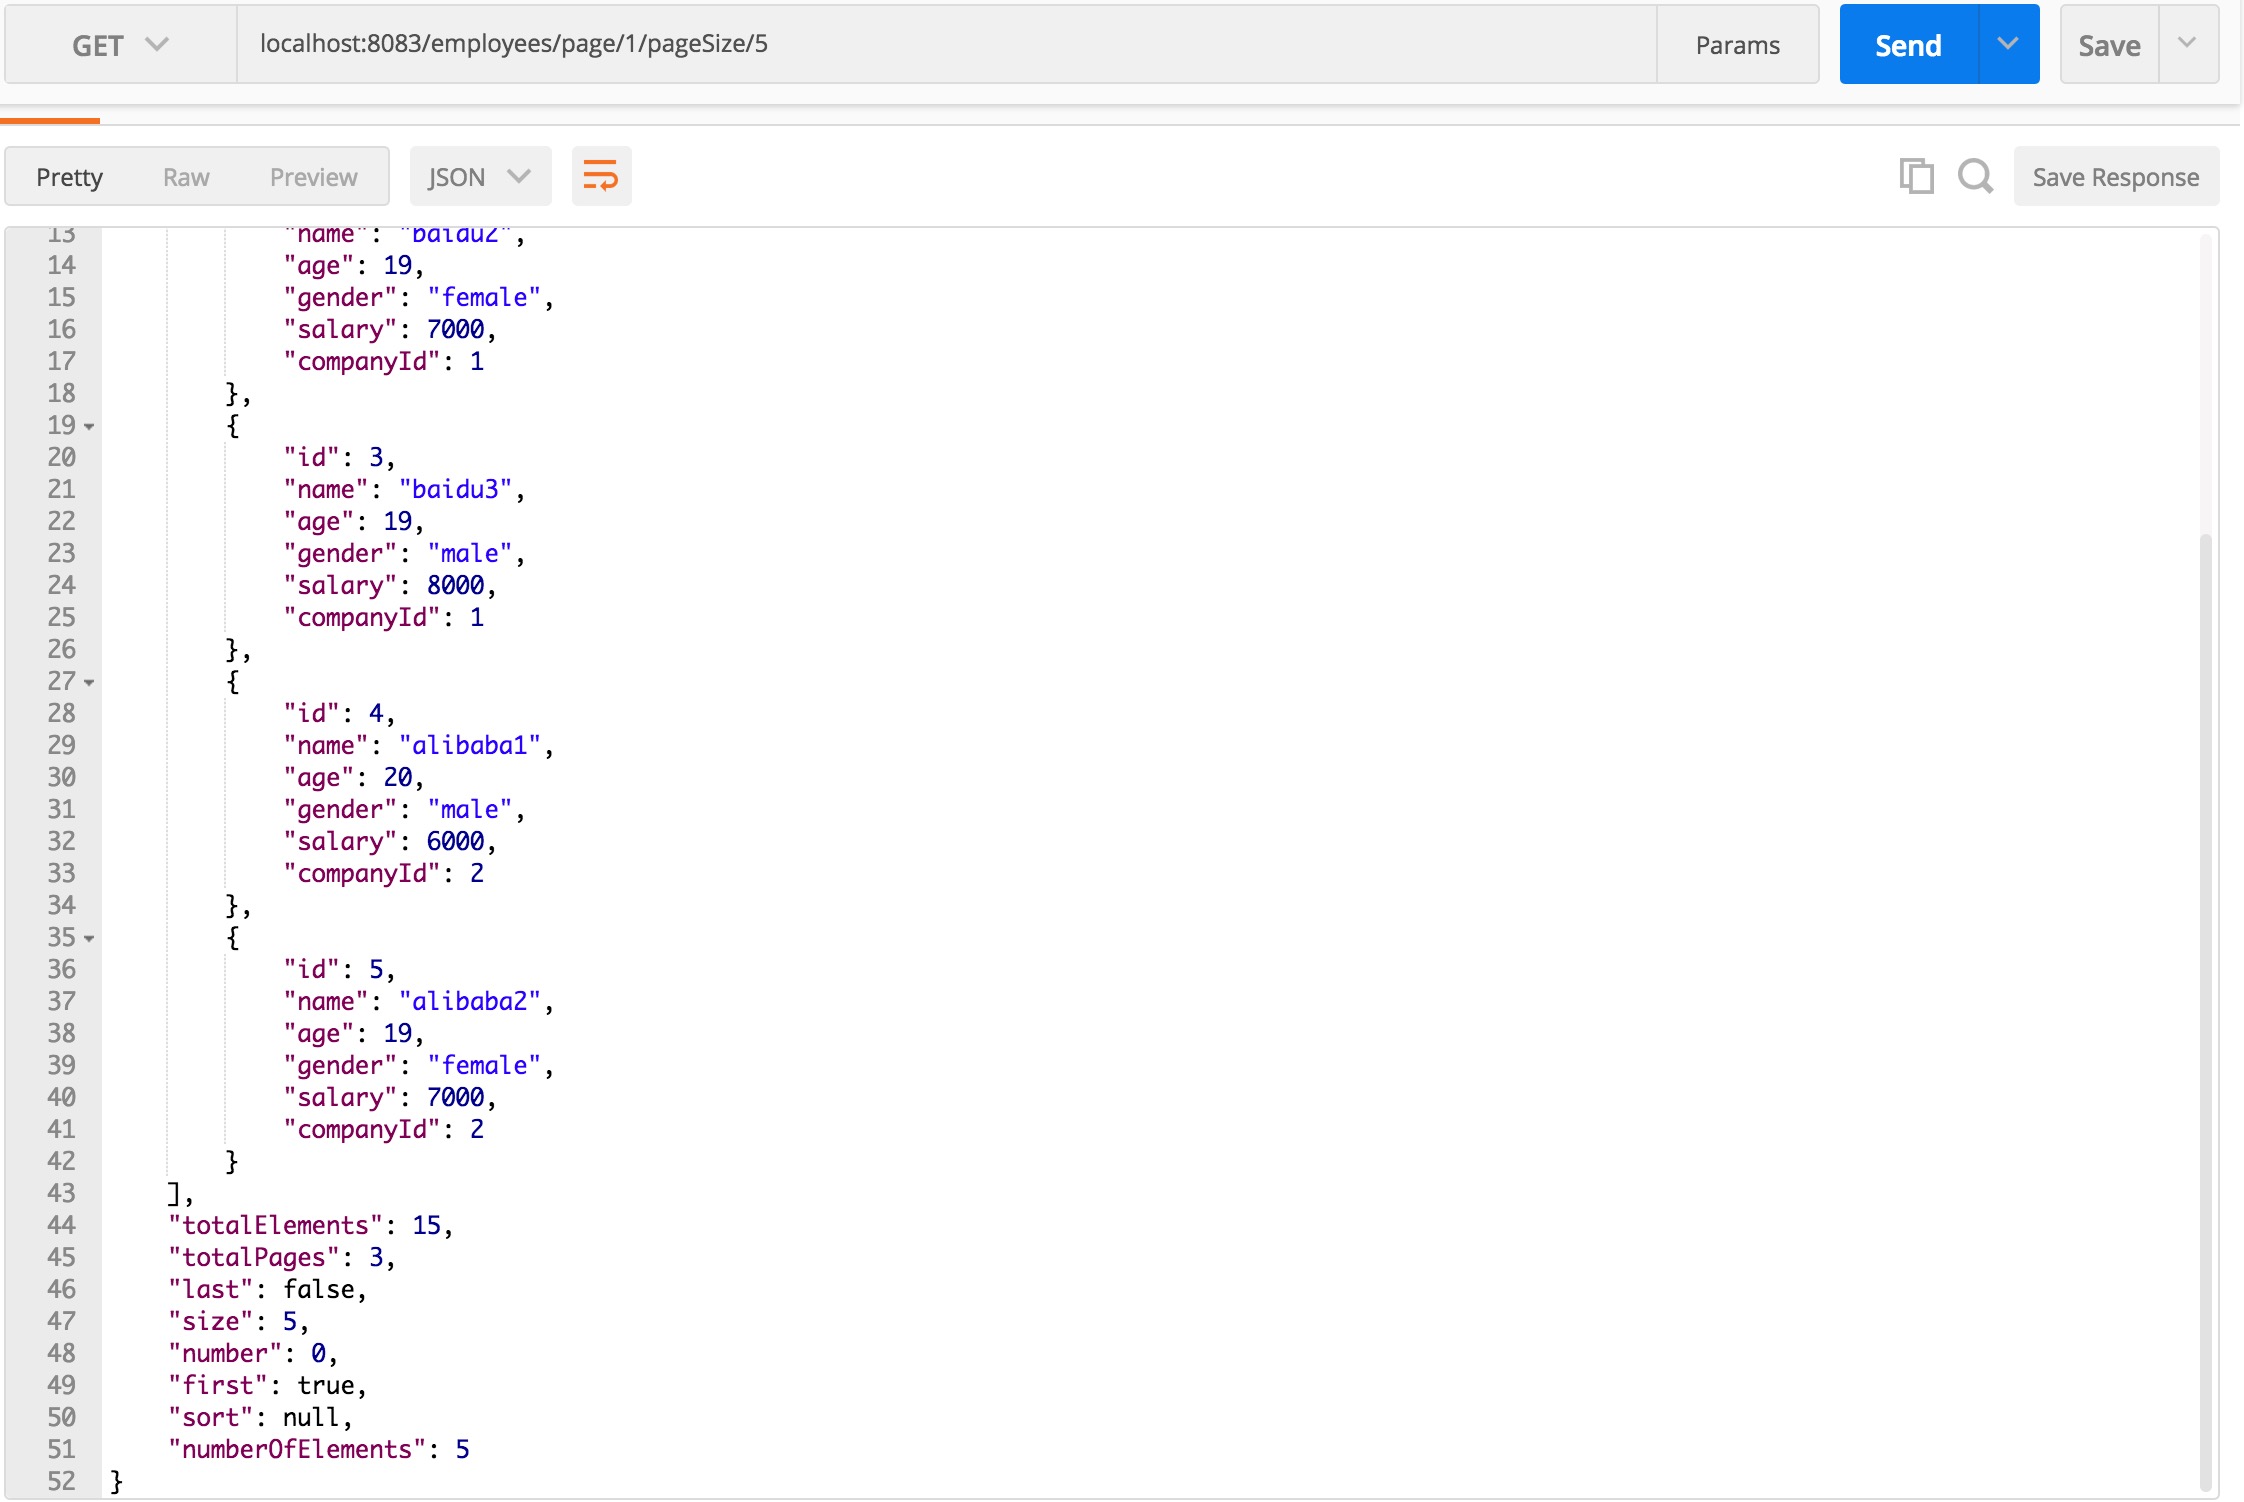 GET localhost:8083/employees/page/1/pageSize/5 Params Send Save
Pretty Raw Preview JSON Save Response
13 "name": "baidu2",
14 "age": 19,
15 "gender": "female",
16 "salary": 7000,
17 "companyId": 1
18 },
19 {
20 "id": 3,
21 "name": "baidu3",
22 "age": 19,
23 "gender": "male",
24 "salary": 8000,
25 "companyId": 1
26 },
27 {
28 "id": 4,
29 "name": "alibaba1",
30 "age": 20,
31 "gender": "male",
32 "salary": 6000,
33 "companyId": 2
34 },
35 {
36 "id": 5,
37 "name": "alibaba2",
38 "age": 19,
39 "gender": "female",
40 "salary": 7000,
41 "companyId": 2
42 }
43 ],
44 "totalElements": 15,
45 "totalPages": 3,
46 "last": false,
47 "size": 5,
48 "number": 0,
49 "first": true,
50 "sort": null,
51 "numberOfElements": 5
52 }